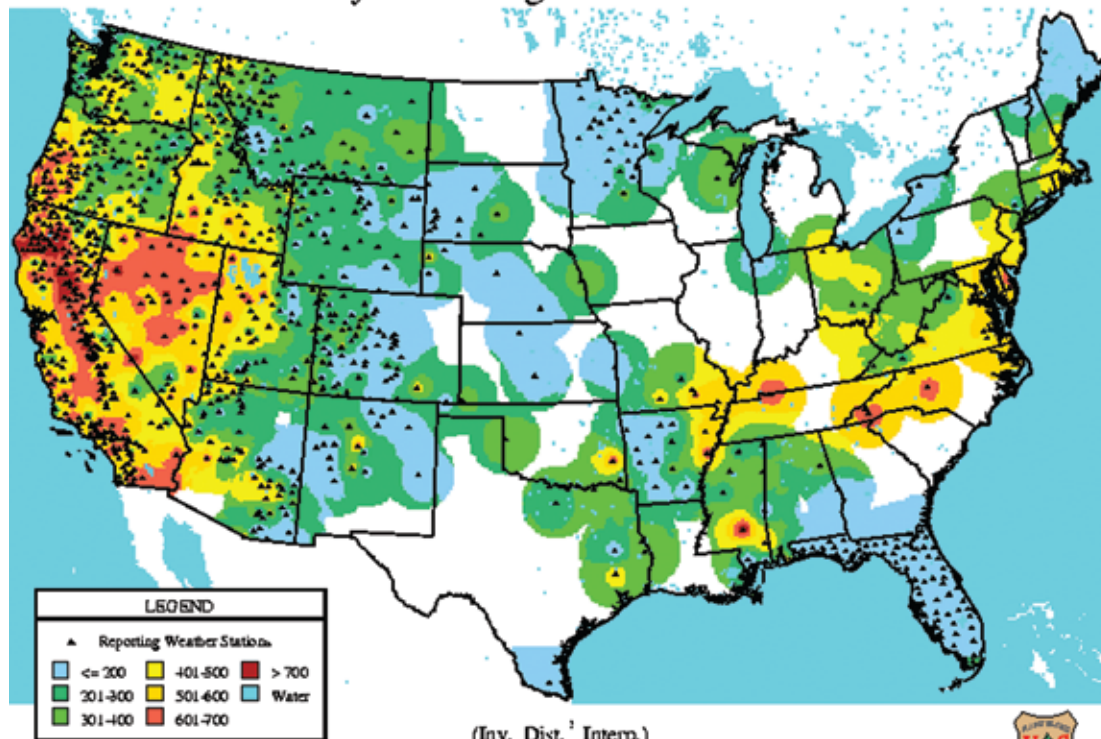 LEGEND
Reporting Weather Stations
<= 200 401-500 > 700
201-300 501-600 Water
301-400 601-700
(Inv. Dist.² Interp.)